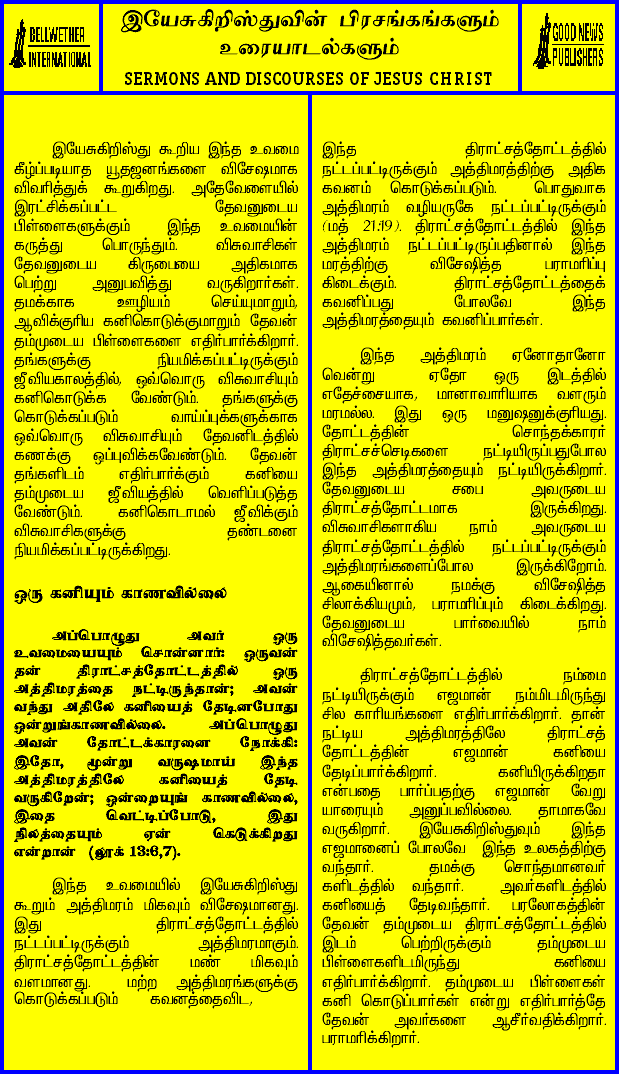 BELLWETHER
INTERNATIONAL
இயேசுகிறிஸ்துவின் பிரசங்கங்களும்
உரையாடல்களும்
SERMONS AND DISCOURSES OF JESUS CHRIST
GOOD NEWS
PUBLISHERS
இயேசுகிறிஸ்து கூறிய இந்த உவமை
கீழ்ப்படியாத யூதஜனங்களை விசேஷமாக
விவரித்துக் கூறுகிறது. அதேவேளையில்
இரட்சிக்கப்பட்ட தேவனுடைய
பிள்ளைகளுக்கும் இந்த உவமையின்
கருத்து பொருந்தும். விசுவாசிகள்
தேவனுடைய கிருபையை அதிகமாக
பெற்று அனுபவித்து வருகிறார்கள்.
தமக்காக ஊழியம் செய்யுமாறும்,
ஆவிக்குரிய கனிகொடுக்குமாறும் தேவன்
தம்முடைய பிள்ளைகளை எதிர்பார்க்கிறார்.
தங்களுக்கு நியமிக்கப்பட்டிருக்கும்
ஜீவியகாலத்தில், ஒவ்வொரு விசுவாசியும்
கனிகொடுக்க வேண்டும். தங்களுக்கு
கொடுக்கப்படும் வாய்ப்புக்களுக்காக
ஒவ்வொரு விசுவாசியும் தேவனிடத்தில்
கணக்கு ஒப்புவிக்கவேண்டும். தேவன்
தங்களிடம் எதிர்பார்க்கும் கனியை
தம்முடைய ஜீவியத்தில் வெளிப்படுத்த
வேண்டும். கனிகொடாமல் ஜீவிக்கும்
விசுவாசிகளுக்கு தண்டனை
நியமிக்கப்பட்டிருக்கிறது.
ஒரு கனியும் காணவில்லை
அப்பொழுது அவர் ஒரு
உவமையையும் சொன்னார்: ஒருவன்
தன் திராட்சத்தோட்டத்தில் ஒரு
அத்திமரத்தை நட்டிருந்தான்; அவன்
வந்து அதிலே கனியைத் தேடினபோது
ஒன்றுங்காணவில்லை. அப்பொழுது
அவன் தோட்டக்காரனை நோக்கி:
இதோ, மூன்று வருஷமாய் இந்த
அத்திமரத்திலே கனியைத் தேடி
வருகிறேன்; ஒன்றையுங் காணவில்லை,
இதை வெட்டிப்போடு, இது
நிலத்தையும் ஏன் கெடுக்கிறது
என்றான் (லூக் 13:6,7).
இந்த உவமையில் இயேசுகிறிஸ்து
கூறும் அத்திமரம் மிகவும் விசேஷமானது.
இது திராட்சத்தோட்டத்தில்
நட்டப்பட்டிருக்கும் அத்திமரமாகும்.
திராட்சத்தோட்டத்தின் மண் மிகவும்
வளமானது. மற்ற அத்திமரங்களுக்கு
கொடுக்கப்படும் கவனத்தைவிட,
இந்த திராட்சத்தோட்டத்தில்
நட்டப்பட்டிருக்கும் அத்திமரத்திற்கு அதிக
கவனம் கொடுக்கப்படும். பொதுவாக
அத்திமரம் வழியருகே நட்டப்பட்டிருக்கும்
(மத் 21:19). திராட்சத்தோட்டத்தில் இந்த
அத்திமரம் நட்டப்பட்டிருப்பதினால் இந்த
மரத்திற்கு விசேஷித்த பராமரிப்பு
கிடைக்கும். திராட்சத்தோட்டத்தைக்
கவனிப்பது போலவே இந்த
அத்திமரத்தையும் கவனிப்பார்கள்.
இந்த அத்திமரம் ஏனோதானோ
வென்று ஏதோ ஒரு இடத்தில்
எதேச்சையாக, மானாவாரியாக வளரும்
மரமல்ல. இது ஒரு மனுஷனுக்குரியது.
தோட்டத்தின் சொந்தக்காரர்
திராட்சச்செடிகளை நட்டியிருப்பதுபோல
இந்த அத்திமரத்தையும் நட்டியிருக்கிறார்.
தேவனுடைய சபை அவருடைய
திராட்சத்தோட்டமாக இருக்கிறது.
விசுவாசிகளாகிய நாம் அவருடைய
திராட்சத்தோட்டத்தில் நட்டப்பட்டிருக்கும்
அத்திமரங்களைப்போல இருக்கிறோம்.
ஆகையினால் நமக்கு விசேஷித்த
சிலாக்கியமும், பராமரிப்பும் கிடைக்கிறது.
தேவனுடைய பார்வையில் நாம்
விசேஷித்தவர்கள்.
திராட்சத்தோட்டத்தில் நம்மை
நட்டியிருக்கும் எஜமான் நம்மிடமிருந்து
சில காரியங்களை எதிர்பார்க்கிறார். தான்
நட்டிய அத்திமரத்திலே திராட்சத்
தோட்டத்தின் எஜமான் கனியை
தேடிப்பார்க்கிறார். கனியிருக்கிறதா
என்பதை பார்ப்பதற்கு எஜமான் வேறு
யாரையும் அனுப்பவில்லை. தாமாகவே
வருகிறார். இயேசுகிறிஸ்துவும் இந்த
எஜமானைப் போலவே இந்த உலகத்திற்கு
வந்தார். தமக்கு சொந்தமானவர்
களிடத்தில் வந்தார். அவர்களிடத்தில்
கனியைத் தேடிவந்தார். பரலோகத்தின்
தேவன் தம்முடைய திராட்சத்தோட்டத்தில்
இடம் பெற்றிருக்கும் தம்முடைய
பிள்ளைகளிடமிருந்து கனியை
எதிர்பார்க்கிறார். தம்முடைய பிள்ளைகள்
கனி கொடுப்பார்கள் என்று எதிர்பார்த்தே
தேவன் அவர்களை ஆசீர்வதிக்கிறார்.
பராமரிக்கிறார்.